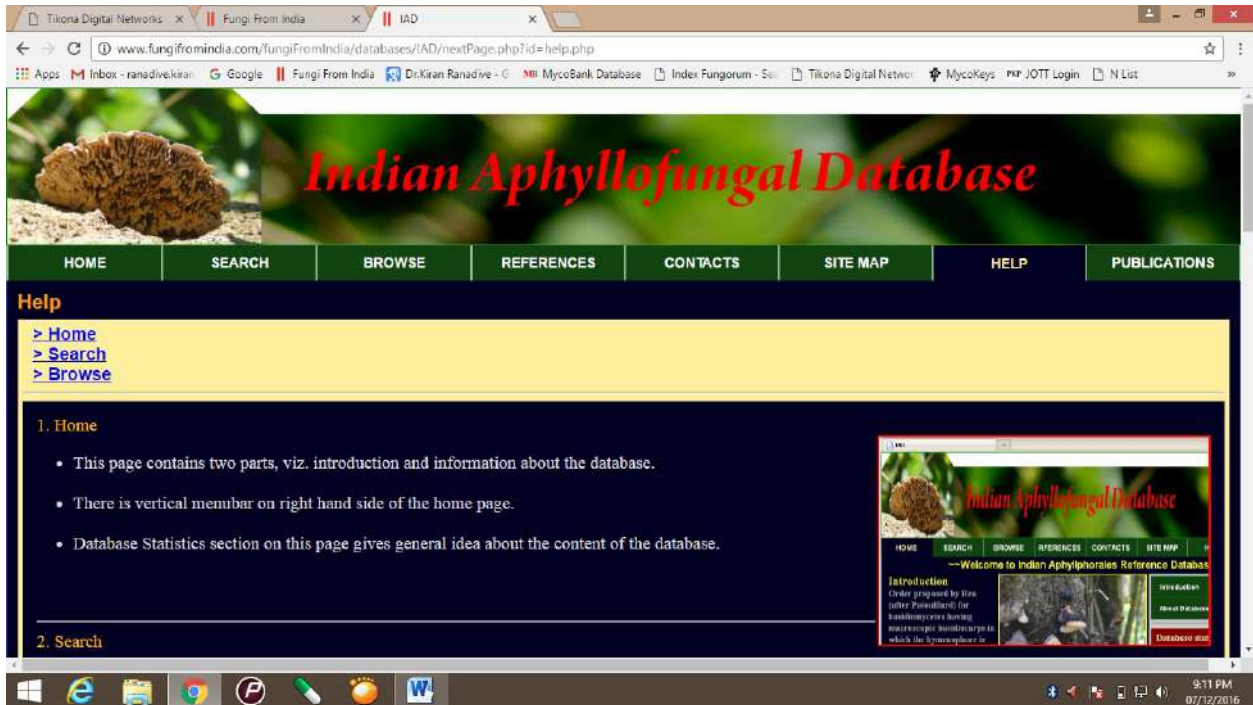 Tikona Digital Networks
Fungi From India
IAD
www.fungifromindia.com/fungiFromIndia/databases/IAD/nextPage.php?id=help.php
Apps Inbox - ranadive.kiran Google Fungi From India Dr.Kiran Ranadive - G MycoBank Database Index Fungorum - Se Tikona Digital Networ MycoKeys PKP JOTT Login N List
Indian Aphyllofungal Database
HOME SEARCH BROWSE REFERENCES CONTACTS SITE MAP HELP PUBLICATIONS
Help
> Home
> Search
> Browse
1. Home
• This page contains two parts, viz. introduction and information about the database.
• There is vertical menubar on right hand side of the home page.
• Database Statistics section on this page gives general idea about the content of the database.
Indian Aphyllofungal Database
HOME SEARCH BROWSE REFERENCES CONTACTS SITE MAP H
~~Welcome to Indian Aphyllphorales Reference Databas
Introduction
Order proposed by Rea
(after Patouillard) for
basidiomycetes having
macroscopic basidiocarps in
which the hymenophore is
Introduction
About Database
Database stat
2. Search
9:11 PM
07/12/2016